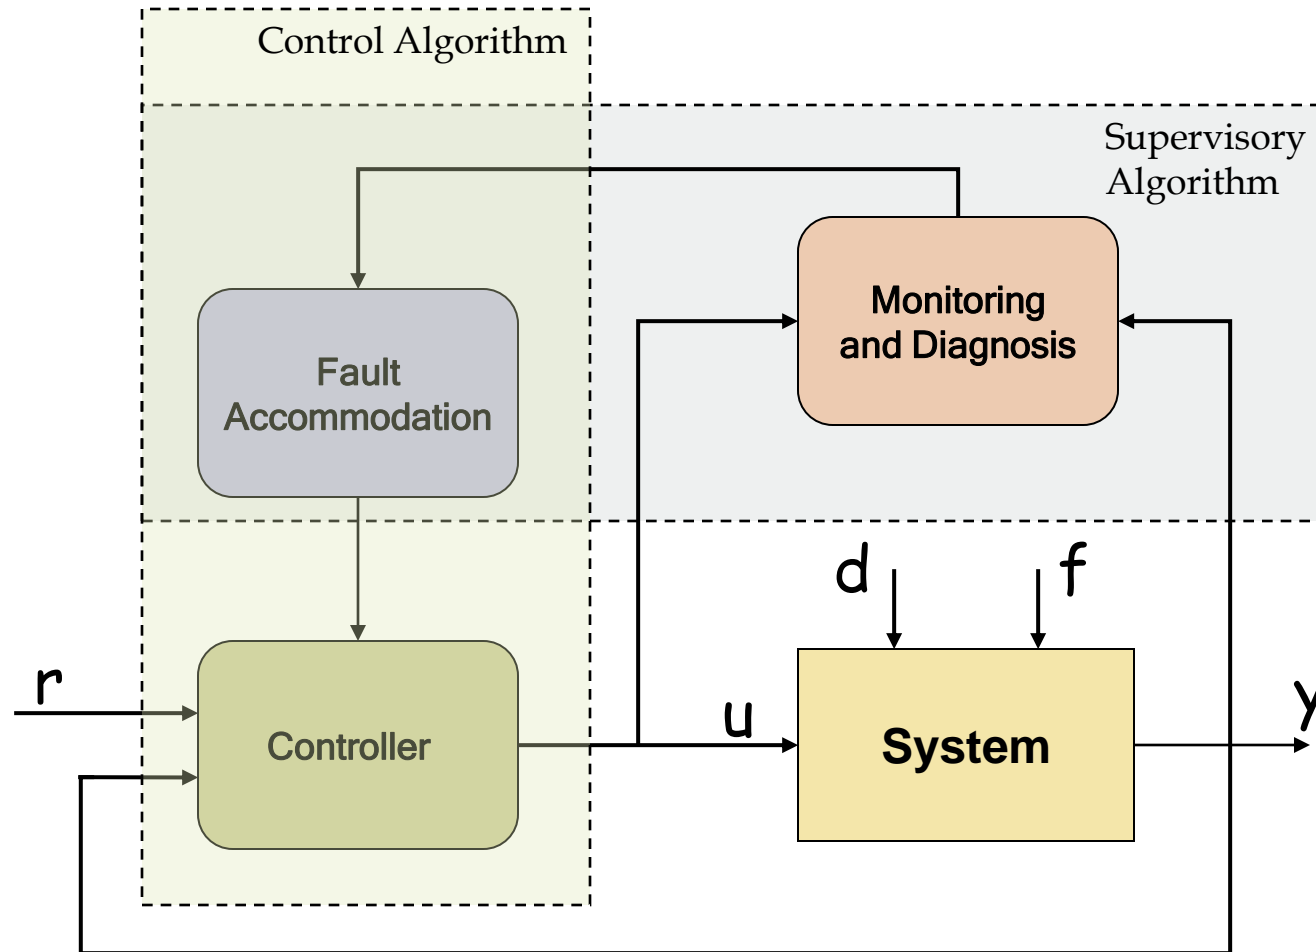 Control Algorithm
Supervisory
Algorithm
Monitoring
and Diagnosis
Fault
Accommodation
d
f
r
u
y
Controller
System